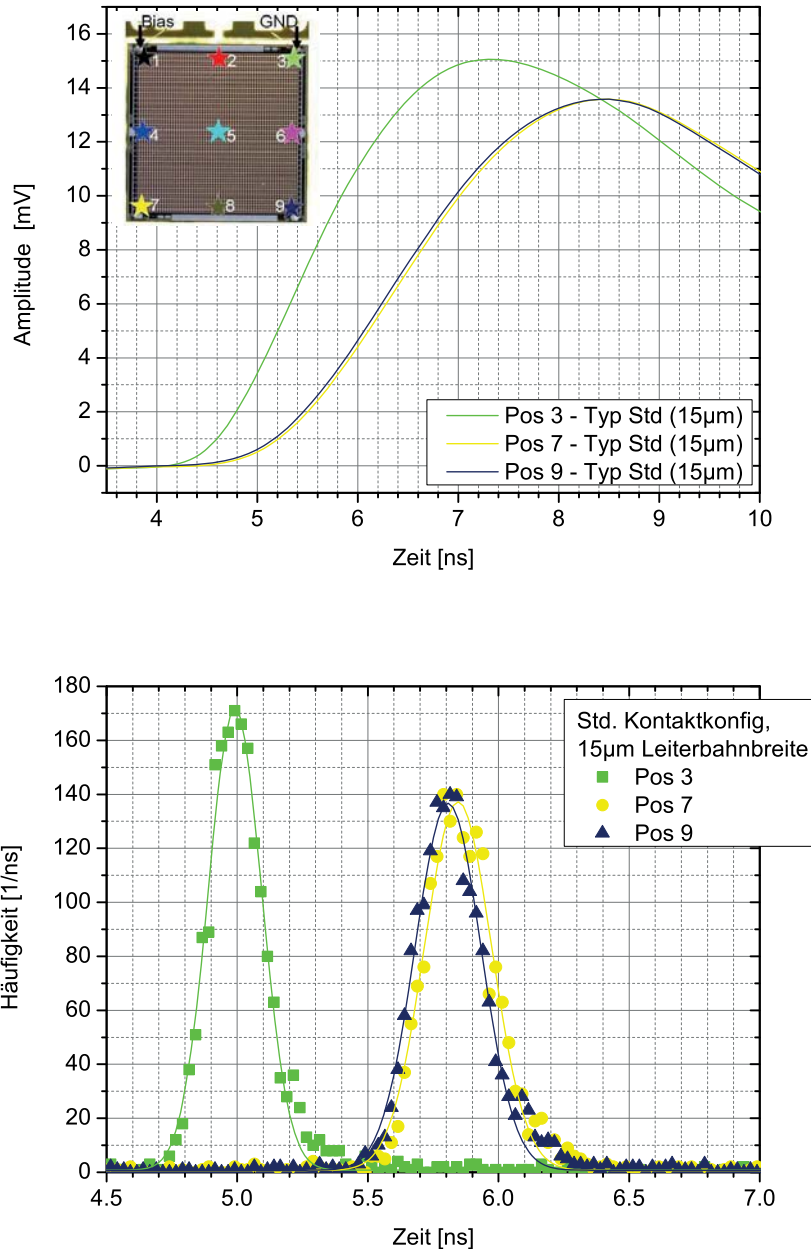 Bias GND
1 2 3
4 5 6
7 8 9
16
14
12
10
8
6
4
2
0
Amplitude [mV]
4 5 6 7 8 9 10
Zeit [ns]
Pos 3 - Typ Std (15µm)
Pos 7 - Typ Std (15µm)
Pos 9 - Typ Std (15µm)
180
160
140
120
100
80
60
40
20
0
Häufigkeit [1/ns]
4.5 5.0 5.5 6.0 6.5 7.0
Zeit [ns]
Std. Kontaktkonfig,
15µm Leiterbahnbreite
Pos 3
Pos 7
Pos 9